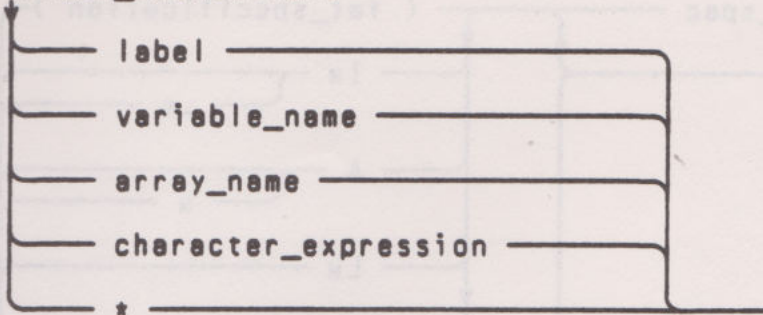 label
variable_name
array_name
character_expression
*